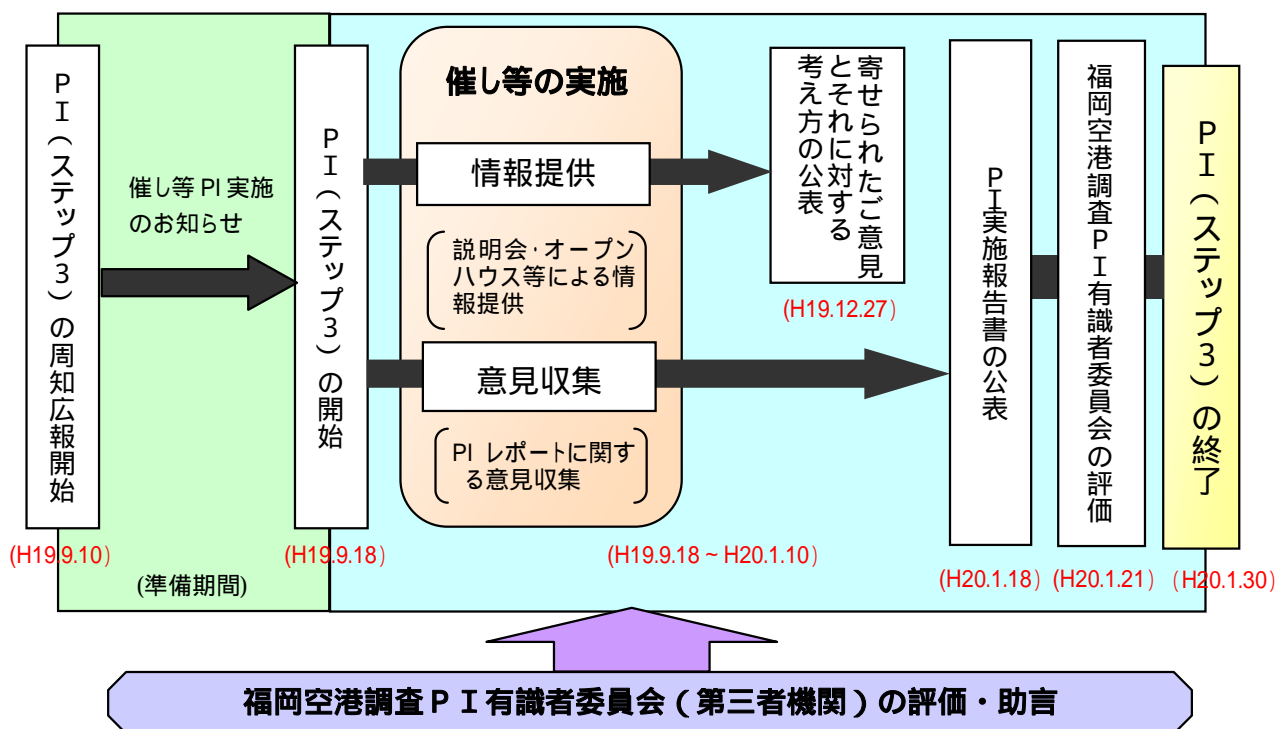 ＰＩ（ステップ３）の周知広報開始
(H19.9.10)
催し等 PI 実施
のお知らせ
(準備期間)
ＰＩ（ステップ３）の開始
(H19.9.18)
催し等の実施
情報提供
説明会・オープン
ハウス等による情
報提供
意見収集
PI レポートに関す
る意見収集
(H19.9.18 ~ H20.1.10)
寄せられたご意見
とそれに対する
考え方の公表
(H19.12.27)
ＰＩ実施報告書の公表
(H20.1.18)
福岡空港調査ＰＩ有識者委員会の評価
(H20.1.21)
ＰＩ（ステップ３）の終了
(H20.1.30)
福岡空港調査ＰＩ有識者委員会（第三者機関）の評価・助言